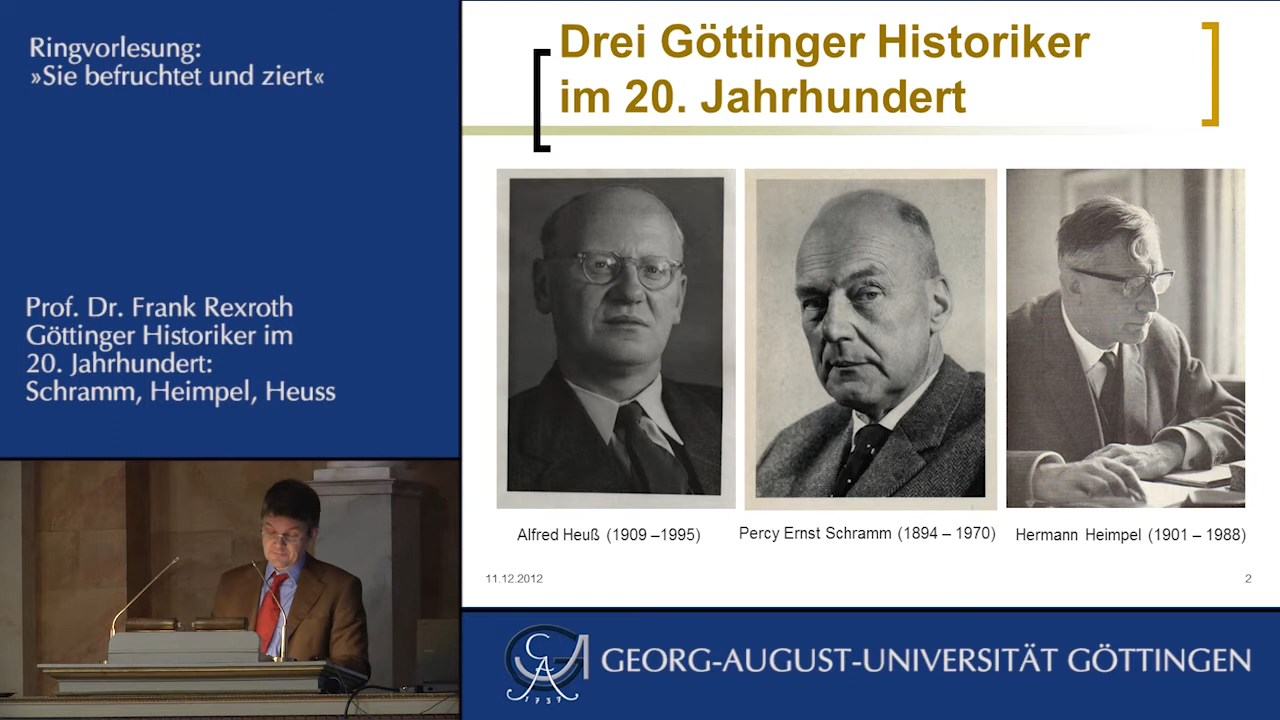 Ringvorlesung:
»Sie befruchtet und ziert«
Prof. Dr. Frank Rexroth
Göttinger Historiker im
20. Jahrhundert:
Schramm, Heimpel, Heuss
Drei Göttinger Historiker
im 20. Jahrhundert
Alfred Heuß (1909 –1995)
Percy Ernst Schramm (1894 – 1970)
Hermann Heimpel (1901 – 1988)
11.12.2012
2
GAU
1737
GEORG-AUGUST-UNIVERSITÄT GÖTTINGEN